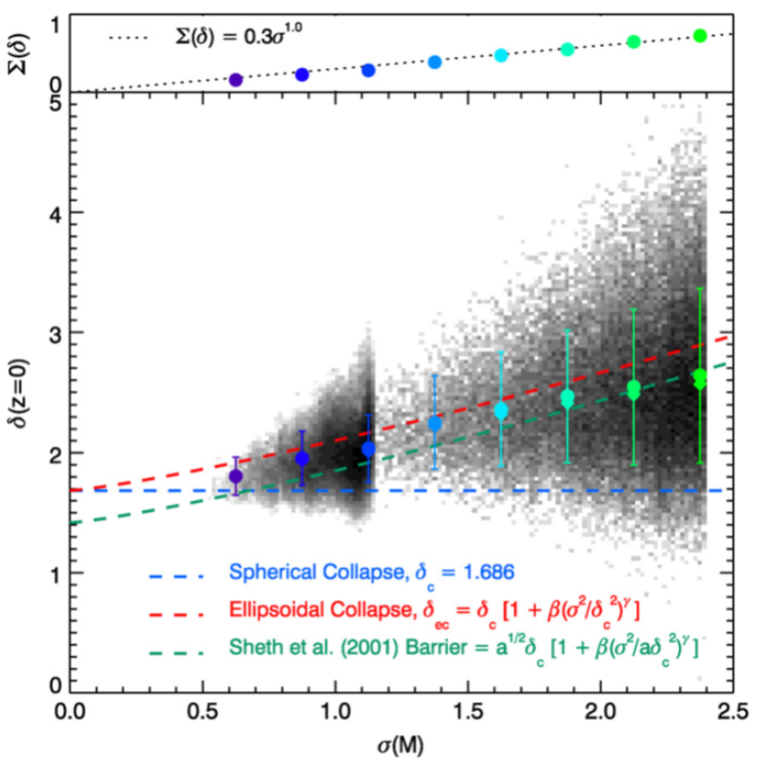 1
Σ(δ)
0
Σ(δ) = 0.3σ^1.0
5
4
3
2
1
0
δ(z=0)
Spherical Collapse, δ_c = 1.686
Ellipsoidal Collapse, δ_ec = δ_c [1 + β(σ²/δ_c²)^γ]
Sheth et al. (2001) Barrier = a^1/2δ_c [1 + β(σ²/aδ_c²)^γ]
0.0 0.5 1.0 1.5 2.0 2.5
σ(M)